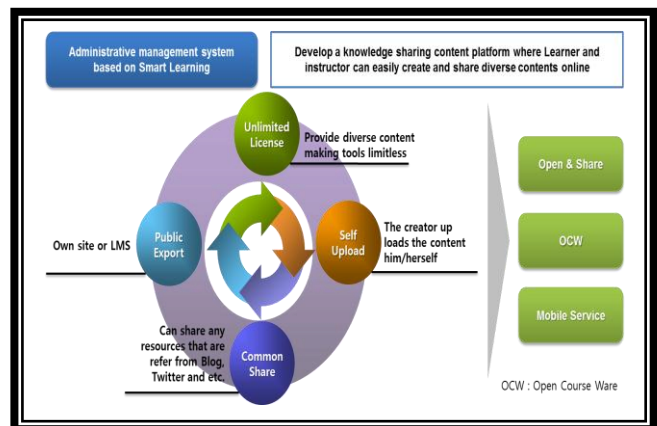 Administrative management system
based on Smart Learning
Develop a knowledge sharing content platform where Learner and
instructor can easily create and share diverse contents online
Unlimited
License
Provide diverse content
making tools limitless
Self
Upload
The creator up
loads the content
him/herself
Common
Share
Can share any
resources that are
refer from Blog,
Twitter and etc.
Public
Export
Own site or LMS
Open & Share
OCW
Mobile Service
OCW : Open Course Ware